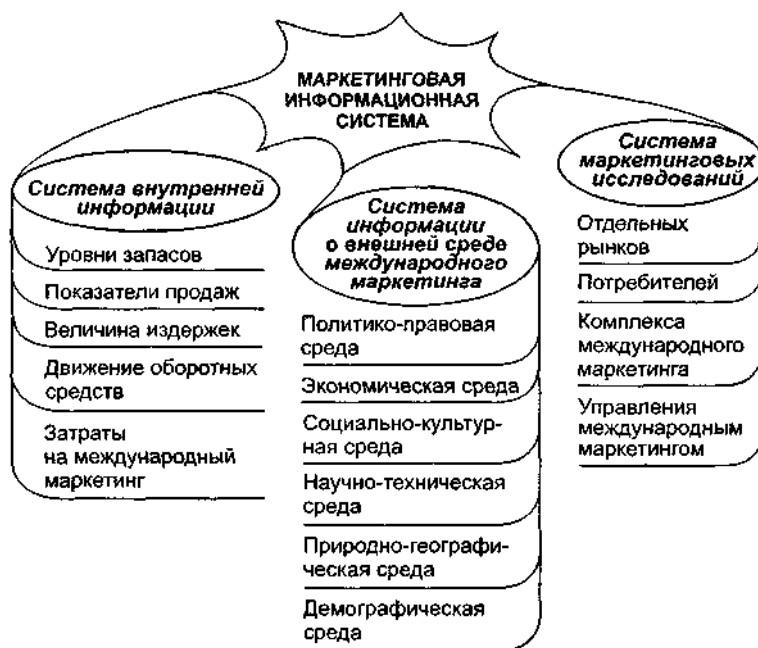 МАРКЕТИНГОВАЯ
ИНФОРМАЦИОННАЯ
СИСТЕМА
Система внутренней
информации
Уровни запасов
Показатели продаж
Величина издержек
Движение оборотных
средств
Затраты
на международный
маркетинг
Система
информации
о внешней среде
международного
маркетинга
Политико-правовая
среда
Экономическая среда
Социально-культур-
ная среда
Научно-техническая
среда
Природно-географи-
ческая среда
Демографическая
среда
Система
маркетинговых
исследований
Отдельных
рынков
Потребителей
Комплекса
международного
маркетинга
Управления
международным
маркетингом